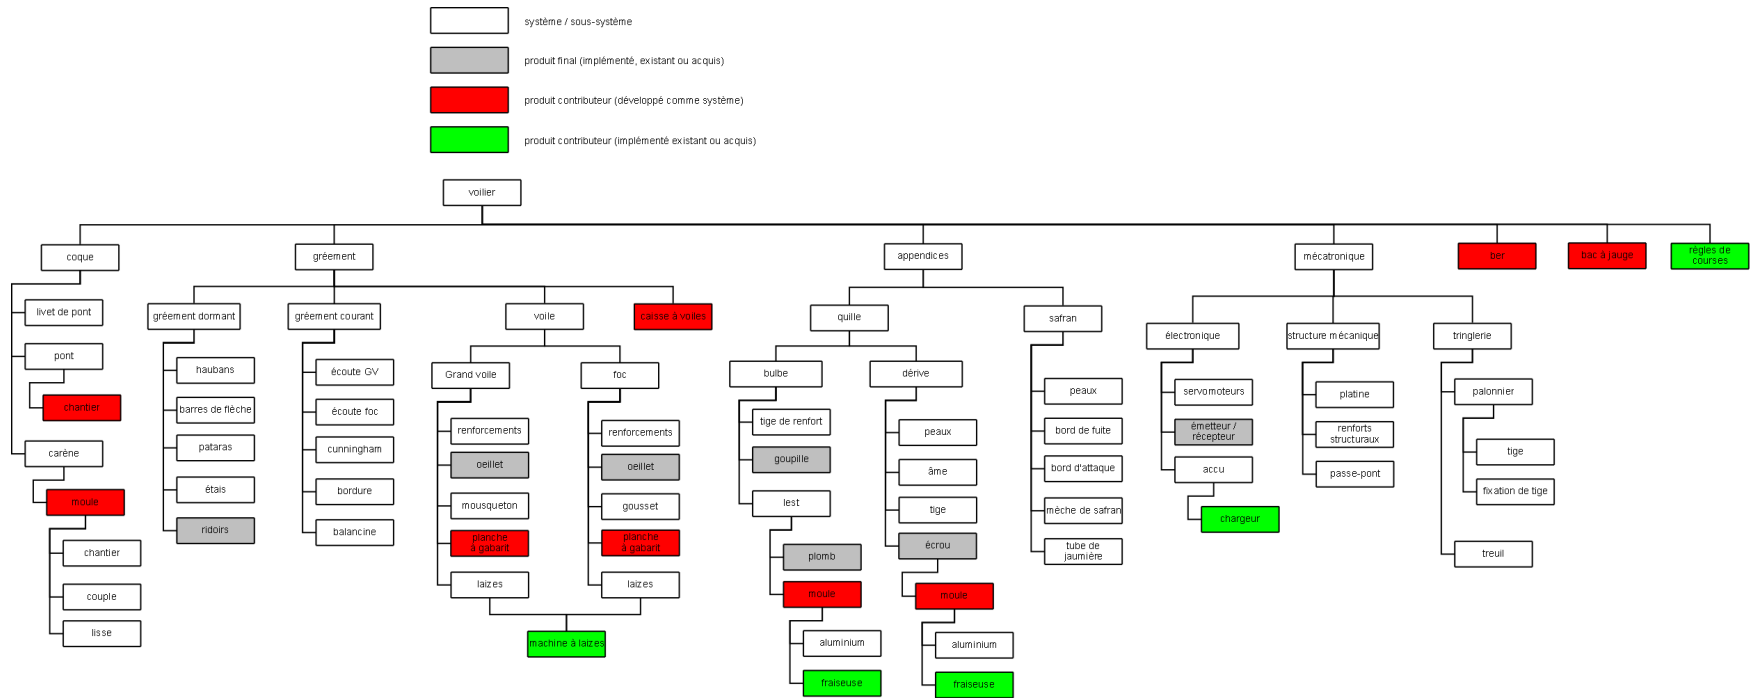 système / sous-système
produit final (implémenté, existant ou acquis)
produit contributeur (développé comme système)
produit contributeur (implémenté existant ou acquis)
voilier
coque
gréement
appendices
mécatronique
ber
bac à jauge
règles de
courses
livet de pont
pont
chantier
carène
moule
chantier
couple
lisse
gréement dormant
haubans
barres de flèche
pataras
étais
ridoirs
gréement courant
écoute GV
écoute foc
cunningham
bordure
balancine
voile
caisse à voiles
Grand voile
renforcements
oeillet
mousqueton
planche
à gabarit
laizes
foc
renforcements
oeillet
gousset
planche
à gabarit
laizes
machine à laizes
quille
bulbe
tige de renfort
goupille
lest
plomb
moule
aluminium
fraiseuse
dérive
peaux
âme
tige
écrou
moule
aluminium
fraiseuse
safran
peaux
bord de fuite
bord d'attaque
mèche de safran
tube de
jaumière
électronique
servomoteurs
émetteur /
récepteur
accu
chargeur
structure mécanique
platine
renforts
structuraux
passe-pont
tringlerie
palonnier
tige
fixation de tige
treuil